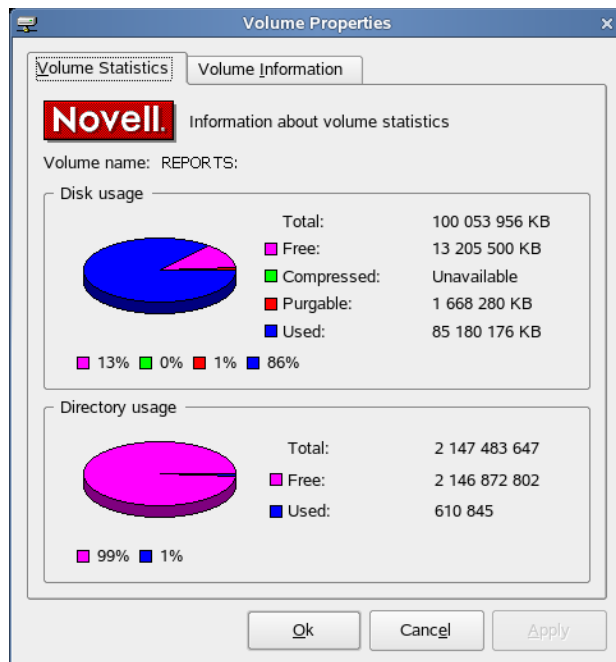 Volume Properties
Volume Statistics
Volume Information
Novell.
Information about volume statistics
Volume name: REPORTS:
Disk usage
Total: 100 053 956 KB
Free: 13 205 500 KB
Compressed: Unavailable
Purgable: 1 668 280 KB
Used: 85 180 176 KB
13% 0% 1% 86%
Directory usage
Total: 2 147 483 647
Free: 2 146 872 802
Used: 610 845
99% 1%
Ok
Cancel
Apply